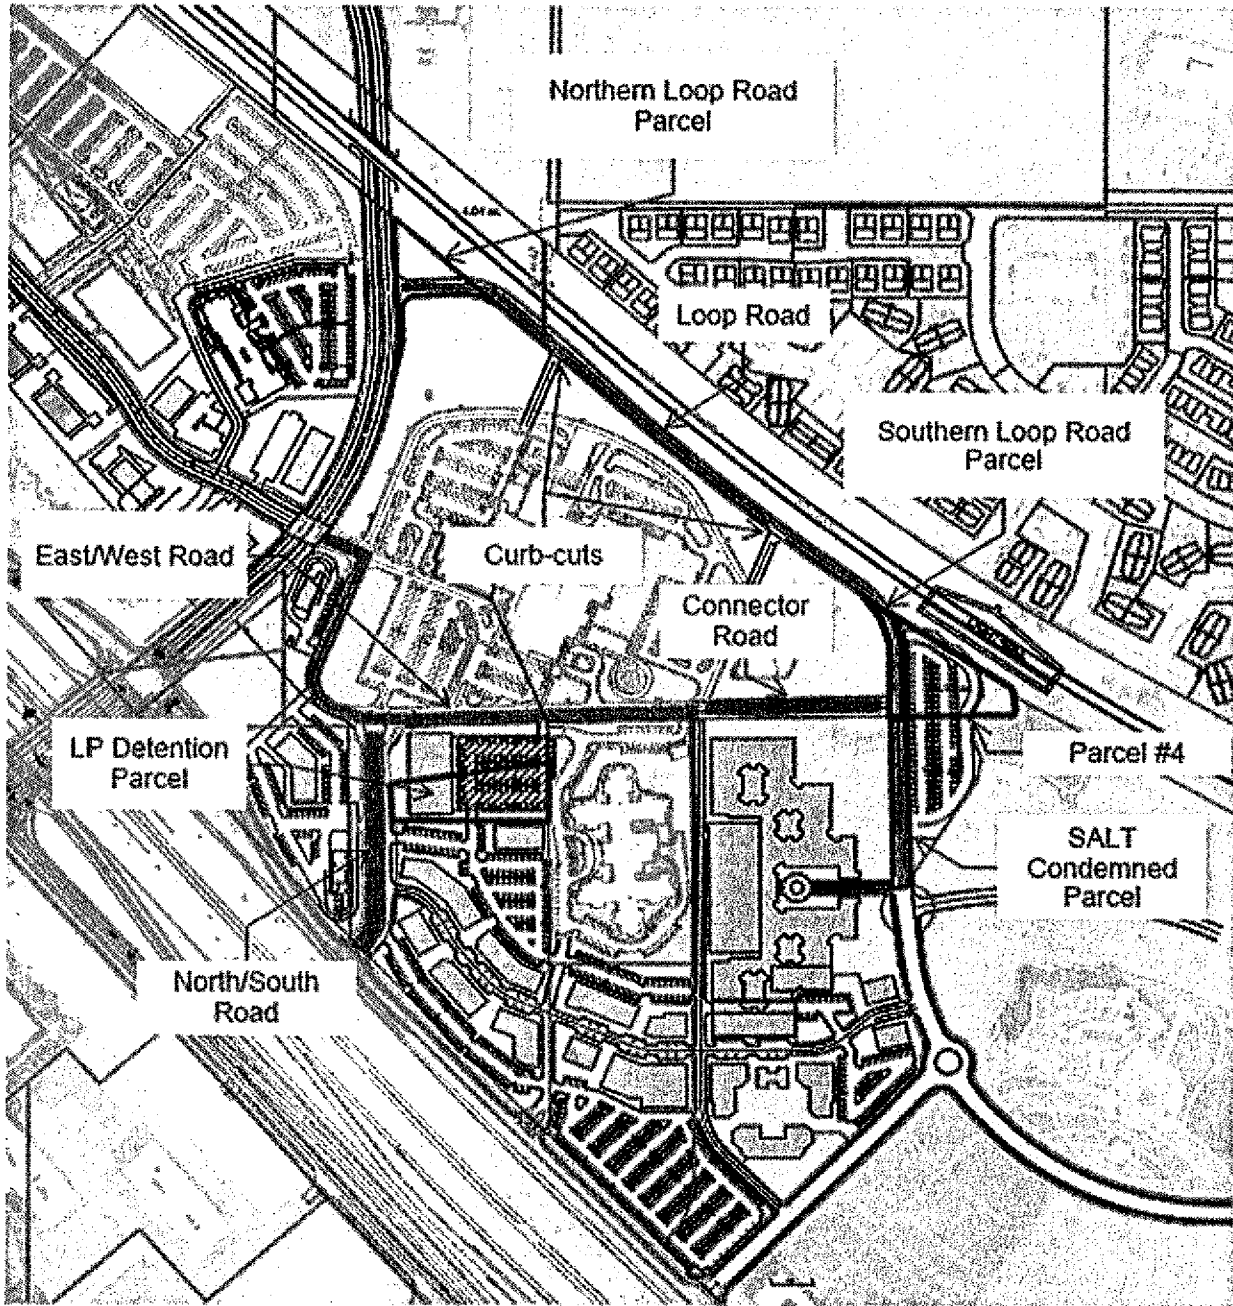 Northern Loop Road
Parcel
Loop Road
Southern Loop Road
Parcel
East/West Road
Curb-cuts
Connector
Road
LP Detention
Parcel
Parcel #4
SALT
Condemned
Parcel
North/South
Road